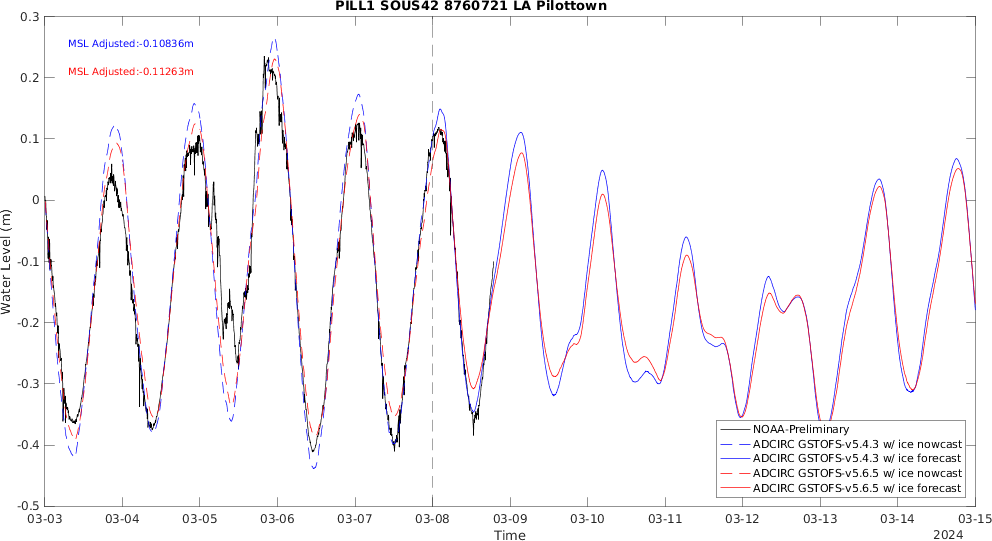 PILL1 SOUS42 8760721 LA Pilottown
MSL Adjusted:-0.10836m
MSL Adjusted:-0.11263m
Water Level (m)
0.3
0.2
0.1
0
-0.1
-0.2
-0.3
-0.4
-0.5
NOAA-Preliminary
ADCIRC GSTOFS-v5.4.3 w/ ice nowcast
ADCIRC GSTOFS-v5.4.3 w/ ice forecast
ADCIRC GSTOFS-v5.6.5 w/ ice nowcast
ADCIRC GSTOFS-v5.6.5 w/ ice forecast
03-03 03-04 03-05 03-06 03-07 03-08 03-09 03-10 03-11 03-12 03-13 03-14 03-15
Time
2024